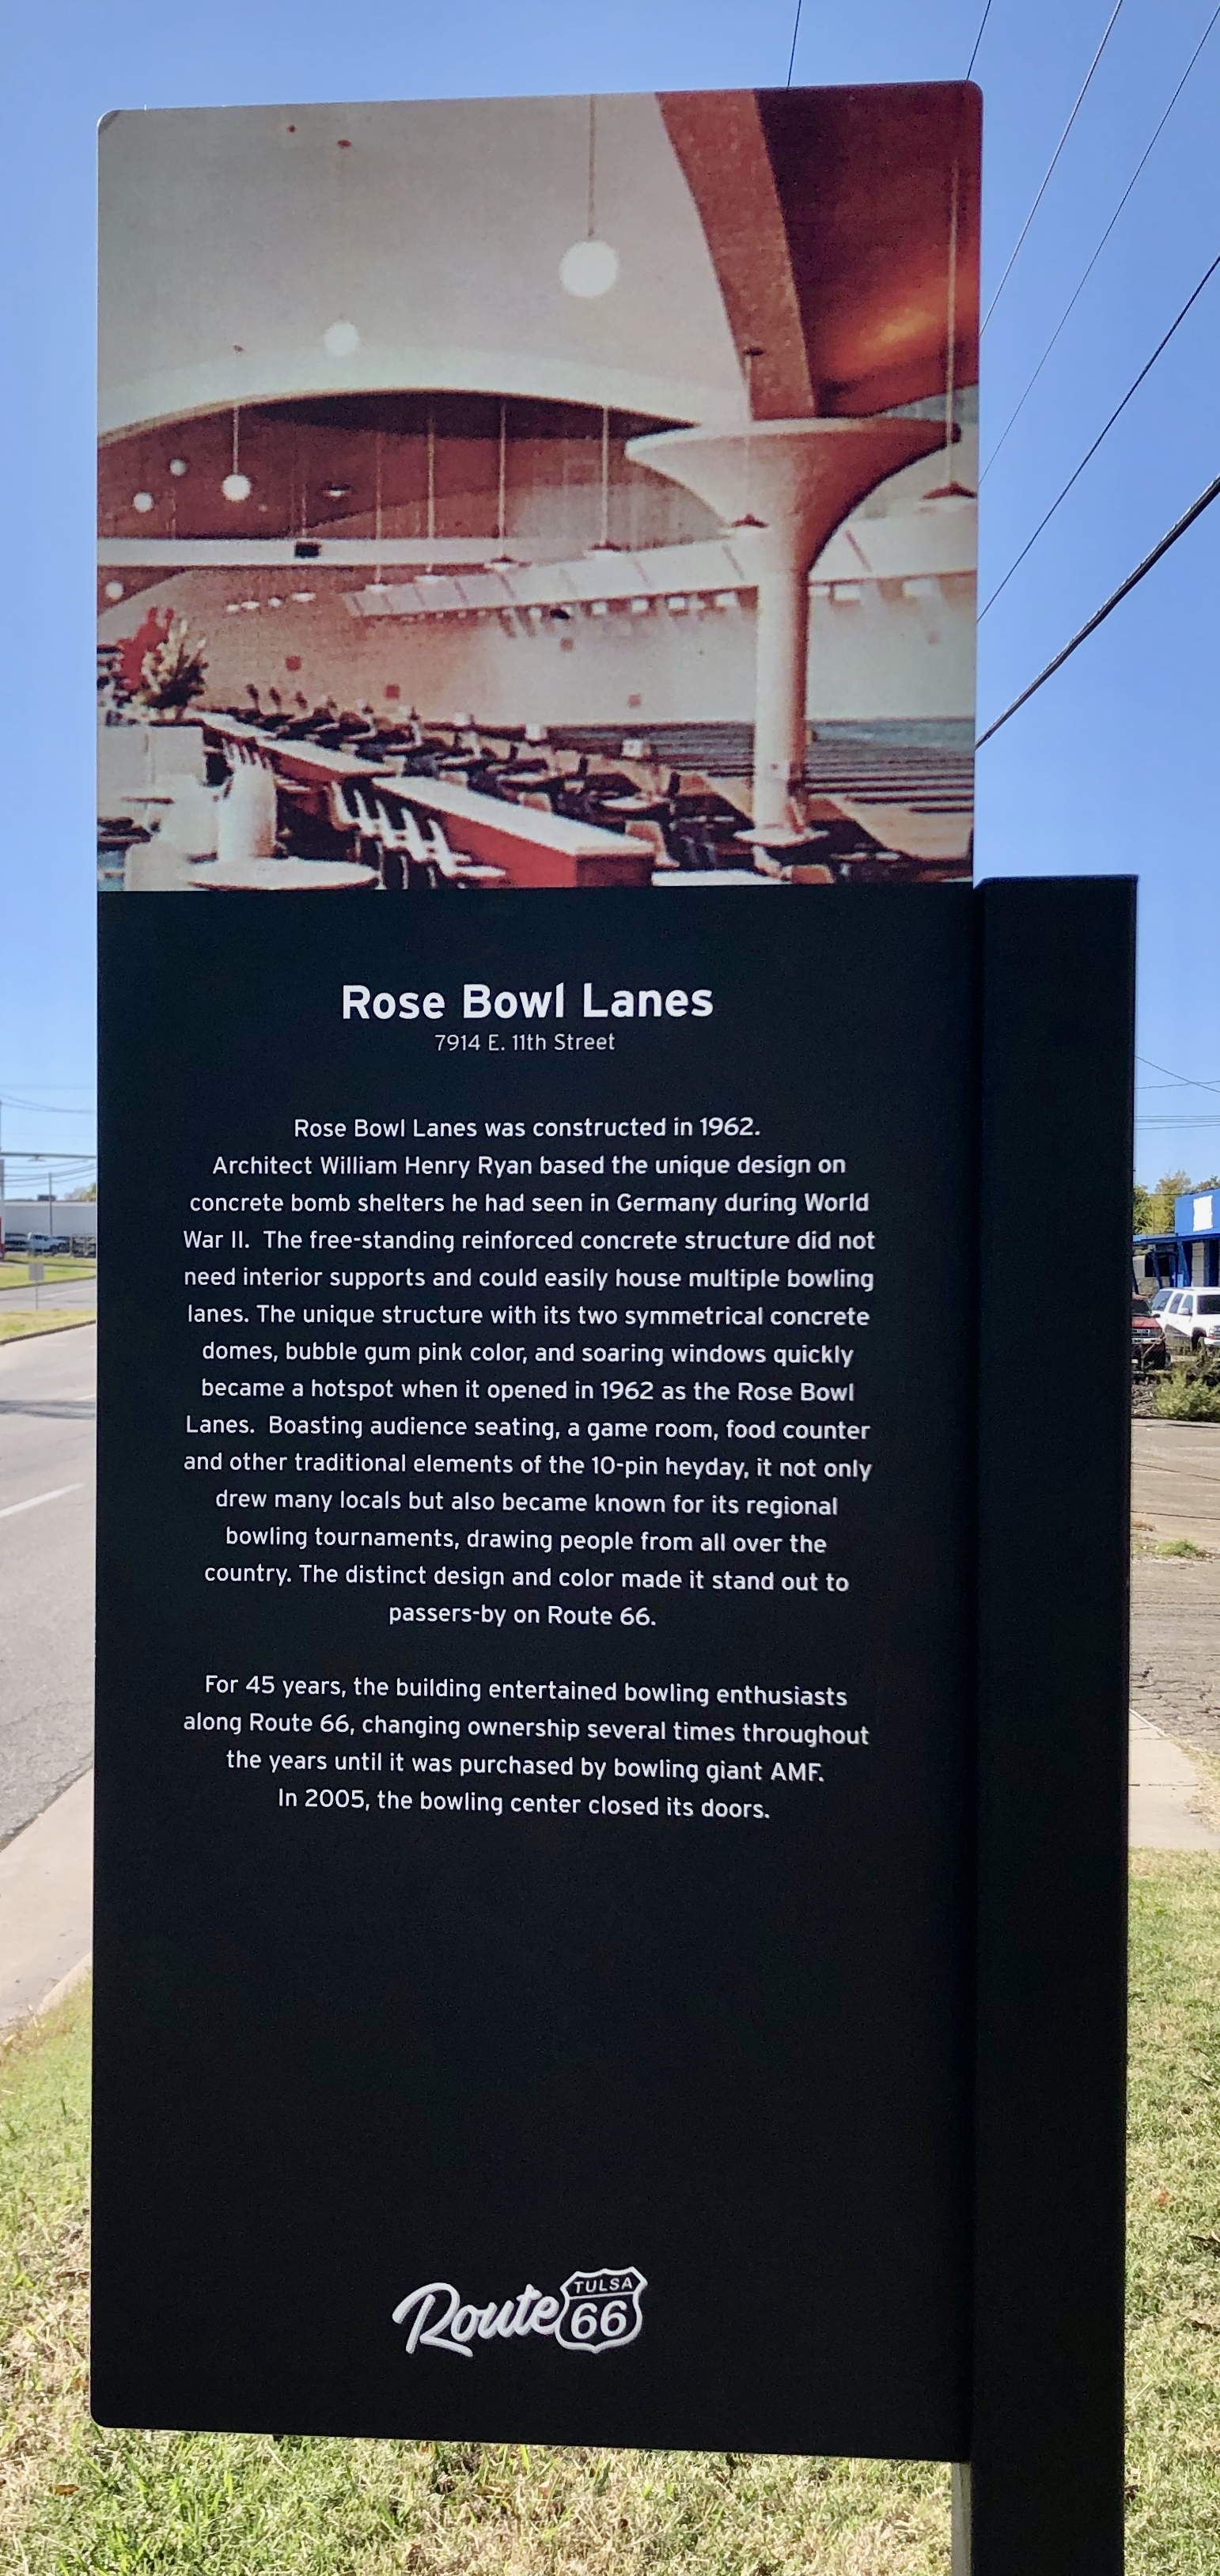 Rose Bowl Lanes
7914 E. 11th Street
Rose Bowl Lanes was constructed in 1962.
Architect William Henry Ryan based the unique design on
concrete bomb shelters he had seen in Germany during World
War II.  The free-standing reinforced concrete structure did not
need interior supports and could easily house multiple bowling
lanes. The unique structure with its two symmetrical concrete
domes, bubble gum pink color, and soaring windows quickly
became a hotspot when it opened in 1962 as the Rose Bowl
Lanes.  Boasting audience seating, a game room, food counter
and other traditional elements of the 10-pin heyday, it not only
drew many locals but also became known for its regional
bowling tournaments, drawing people from all over the
country. The distinct design and color made it stand out to
passers-by on Route 66.
For 45 years, the building entertained bowling enthusiasts
along Route 66, changing ownership several times throughout
the years until it was purchased by bowling giant AMF.
In 2005, the bowling center closed its doors.
Route TULSA 66